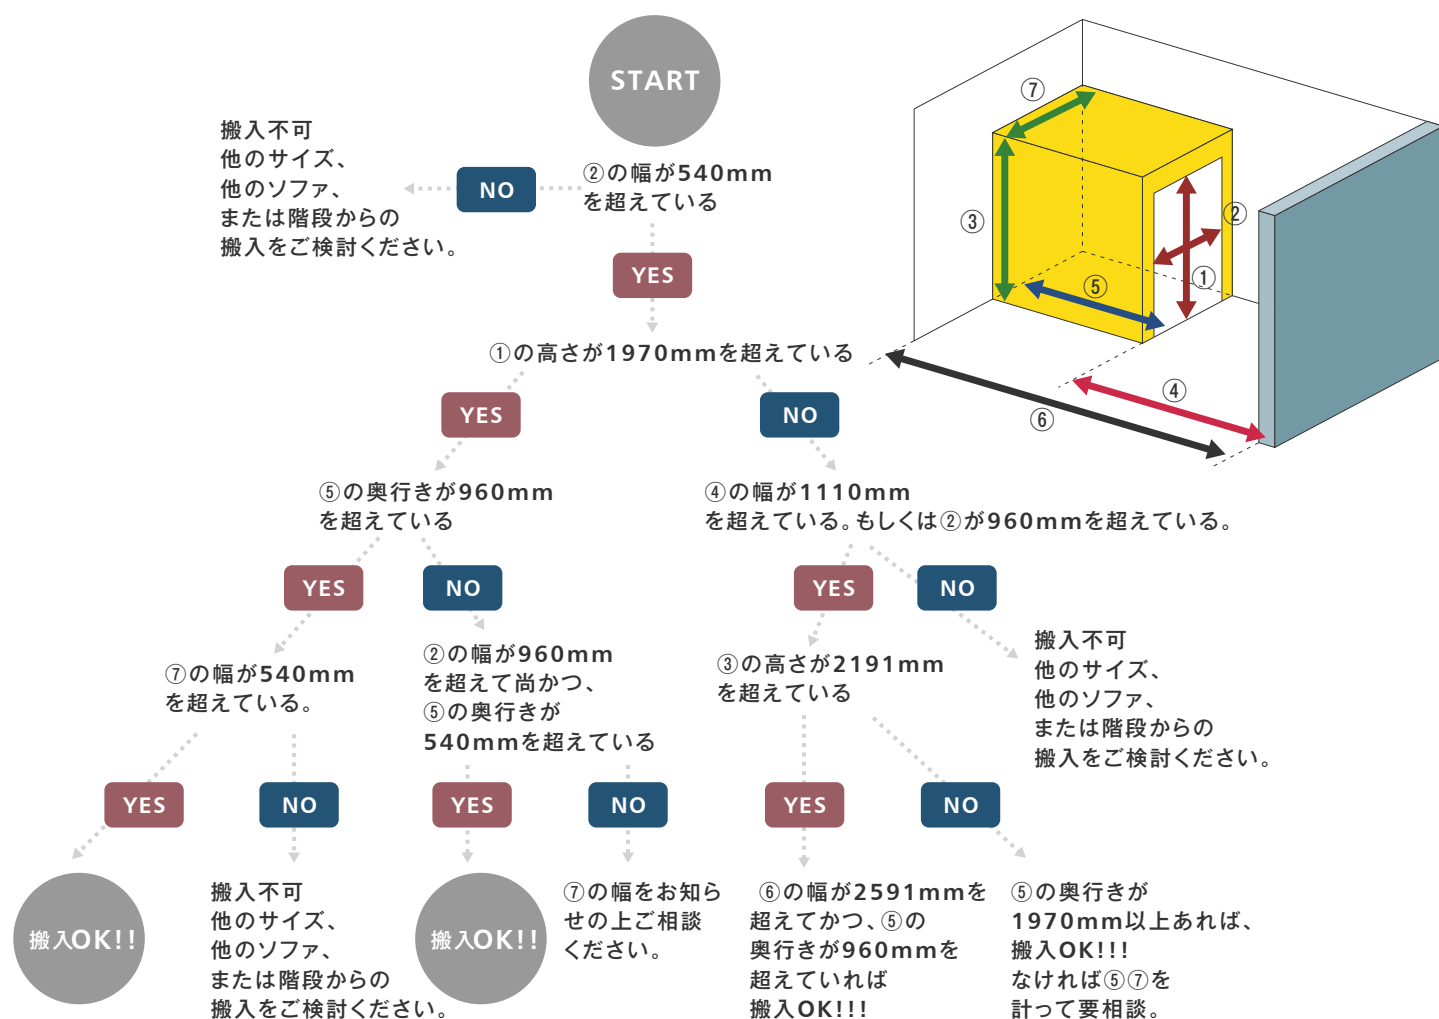 START
搬入不可
他のサイズ、
他のソファ、
または階段からの
搬入をご検討ください。
NO
②の幅が540mm
を超えている
YES
①の高さが1970mmを超えている
YES
NO
⑤の奥行きが960mm
を超えている
④の幅が1110mm
を超えている。もしくは②が960mmを超えている。
YES
NO
YES
NO
⑦の幅が540mm
を超えている。
②の幅が960mm
を超えて尚かつ、
⑤の奥行きが
540mmを超えている
③の高さが2191mm
を超えている
搬入不可
他のサイズ、
他のソファ、
または階段からの
搬入をご検討ください。
YES
NO
YES
NO
YES
NO
搬入OK!!
搬入不可
他のサイズ、
他のソファ、
または階段からの
搬入をご検討ください。
搬入OK!!
⑦の幅をお知ら
せの上ご相談
ください。
⑥の幅が2591mmを
超えてかつ、⑤の
奥行きが960mmを
超えていれば
搬入OK!!!
⑤の奥行きが
1970mm以上あれば、
搬入OK!!!
なければ⑤⑦を
計って要相談。
⑦
③
②
①
⑤
④
⑥